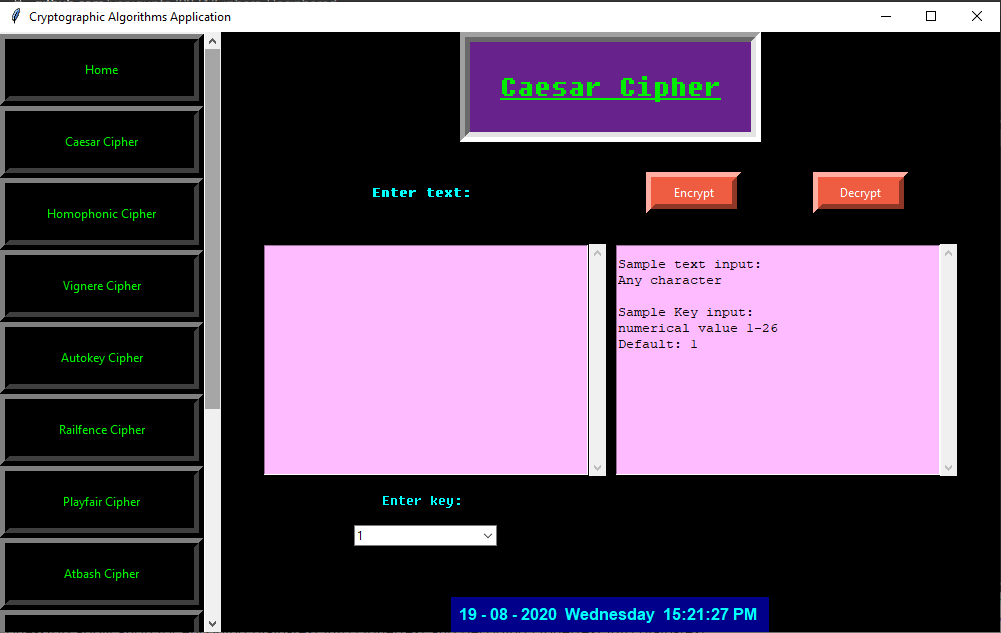 Cryptographic Algorithms Application
Home
Caesar Cipher
Homophonic Cipher
Vignere Cipher
Autokey Cipher
Railfence Cipher
Playfair Cipher
Atbash Cipher
Caesar Cipher
Enter text:
Encrypt
Decrypt
Sample text input:
Any character
Sample Key input:
numerical value 1-26
Default: 1
Enter key:
1
19 - 08 - 2020 Wednesday 15:21:27 PM